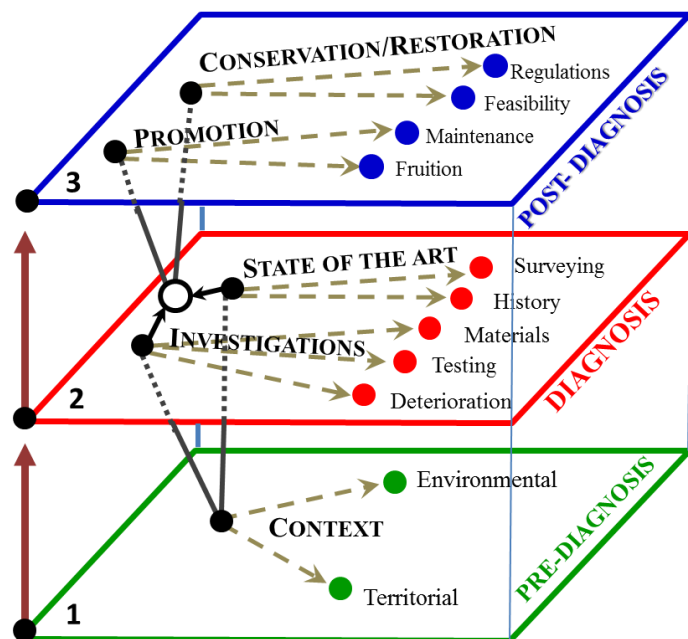 CONSERVATION/RESTORATION
Regulations
Feasibility
PROMOTION
Maintenance
Fruition
3
POST- DIAGNOSIS
STATE OF THE ART
Surveying
History
INVESTIGATIONS
Materials
Testing
Deterioration
2
DIAGNOSIS
Environmental
CONTEXT
Territorial
1
PRE-DIAGNOSIS